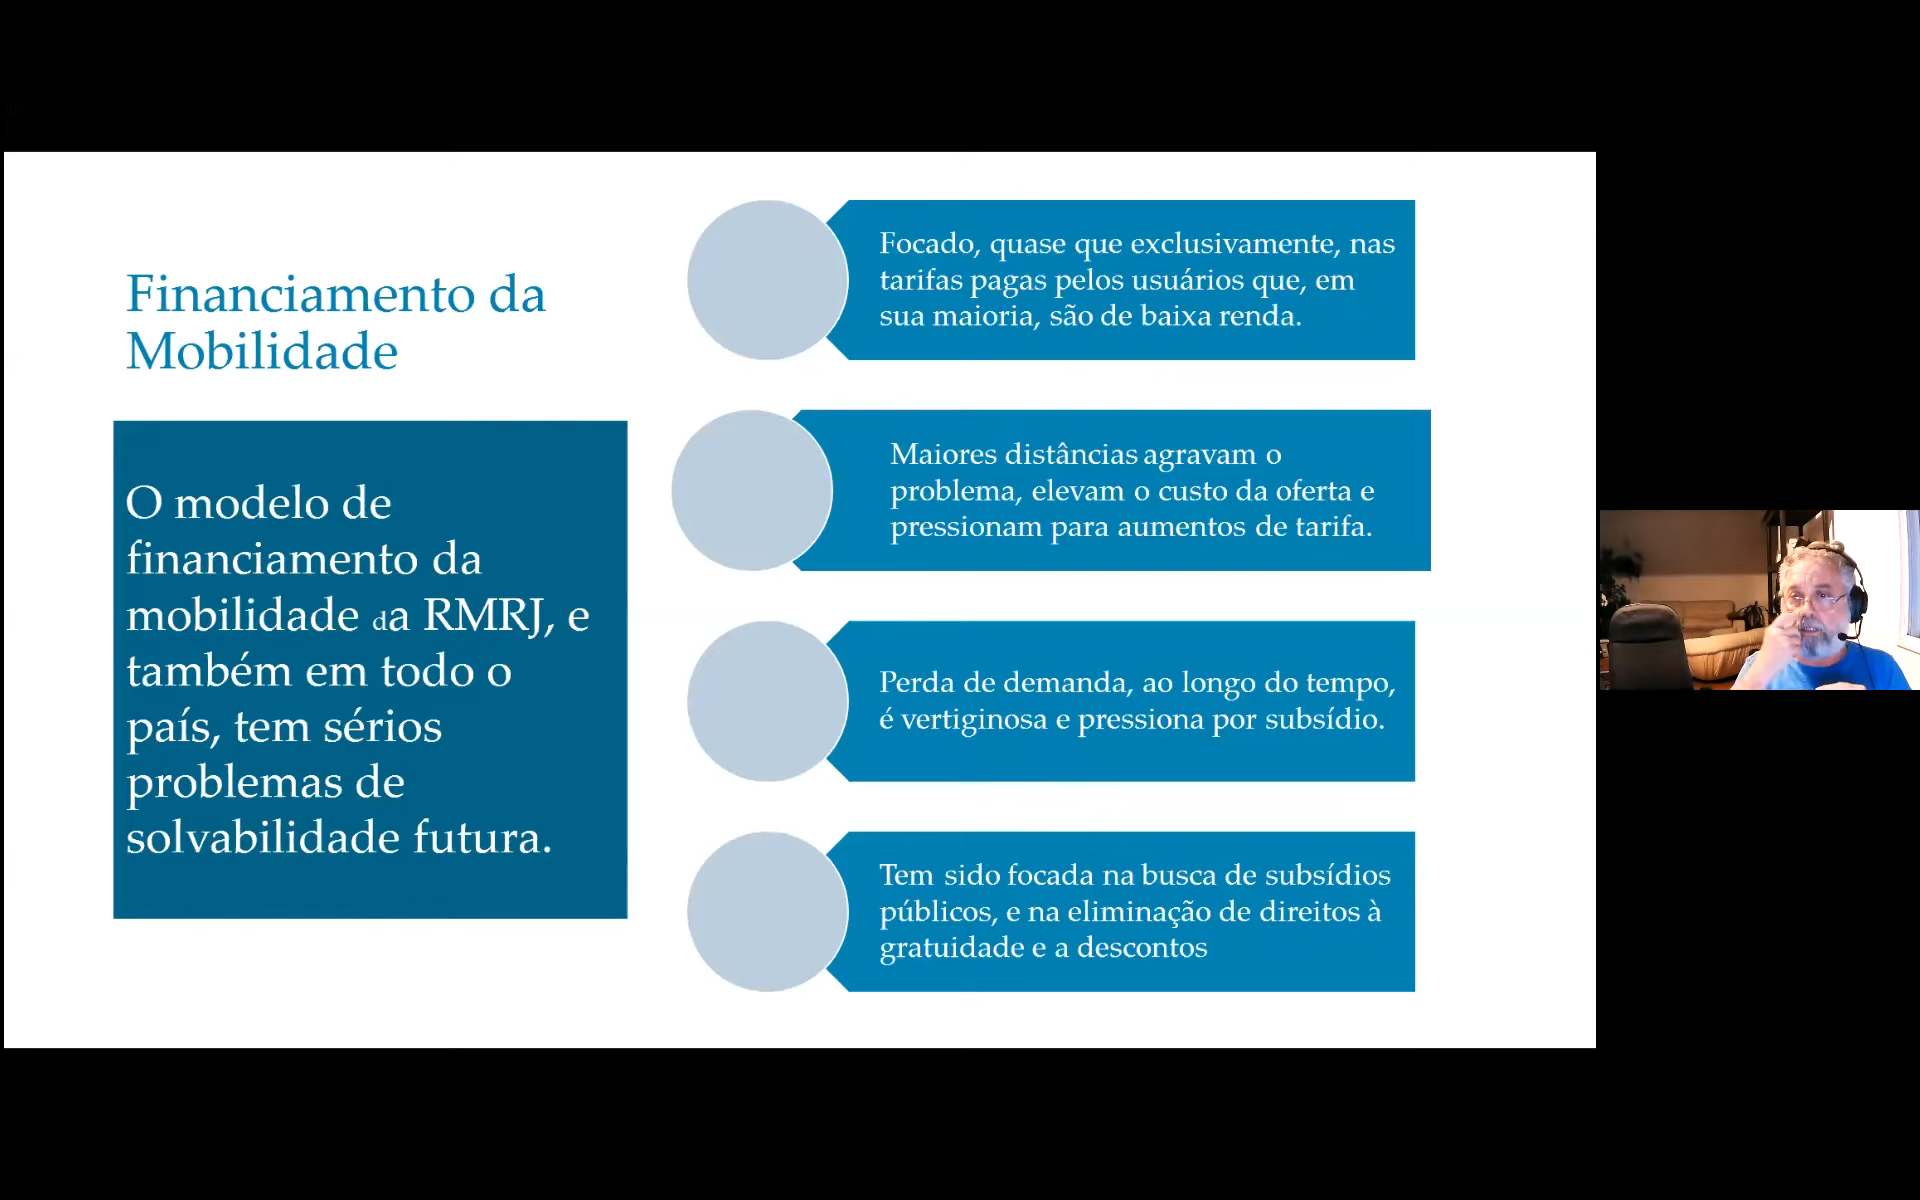 Financiamento da
Mobilidade
O modelo de
financiamento da
mobilidade da RMRJ, e
também em todo o
país, tem sérios
problemas de
solvabilidade futura.
Focado, quase que exclusivamente, nas
tarifas pagas pelos usuários que, em
sua maioria, são de baixa renda.
Maiores distâncias agravam o
problema, elevam o custo da oferta e
pressionam para aumentos de tarifa.
Perda de demanda, ao longo do tempo,
é vertiginosa e pressiona por subsídio.
Tem sido focada na busca de subsídios
públicos, e na eliminação de direitos à
gratuidade e a descontos